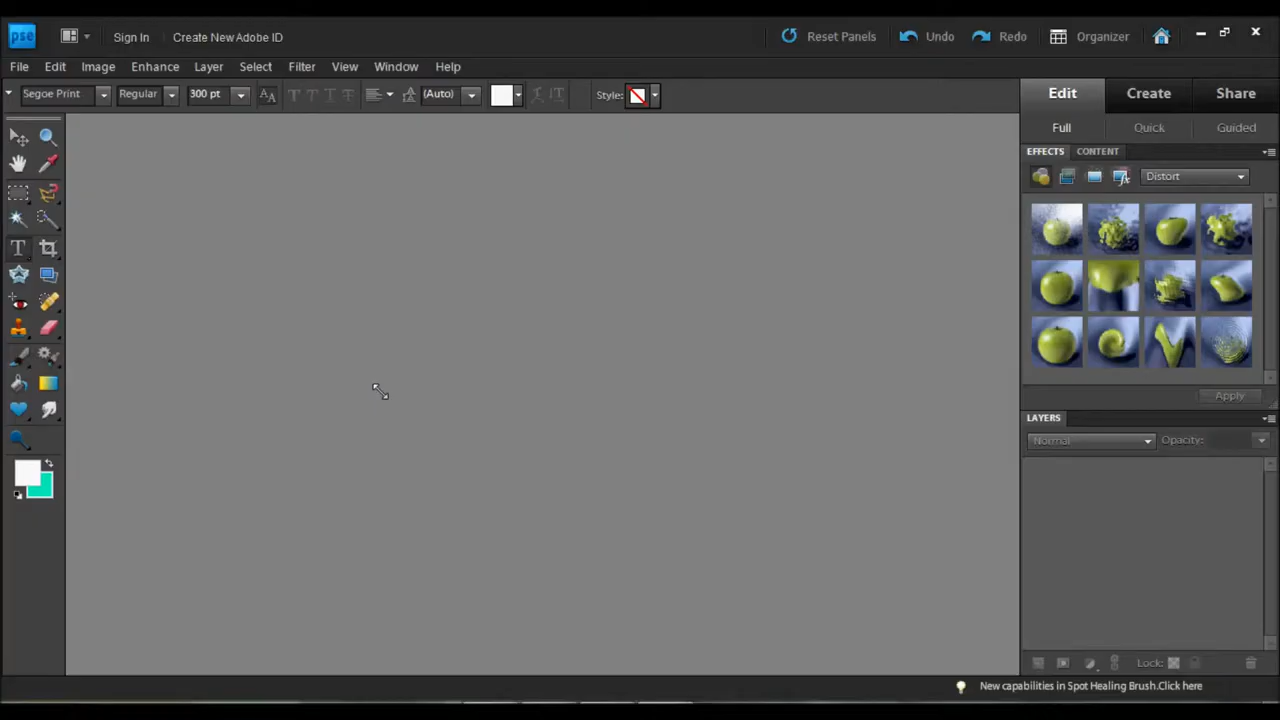 pse Sign In Create New Adobe ID Reset Panels Undo Redo Organizer
File Edit Image Enhance Layer Select Filter View Window Help
Segoe Print Regular 300 pt AA T T T T (Auto) Style:
Edit Create Share
Full Quick Guided
EFFECTS CONTENT
Distort
T
Apply
LAYERS
Normal Opacity:
Lock:
New capabilities in Spot Healing Brush.Click here